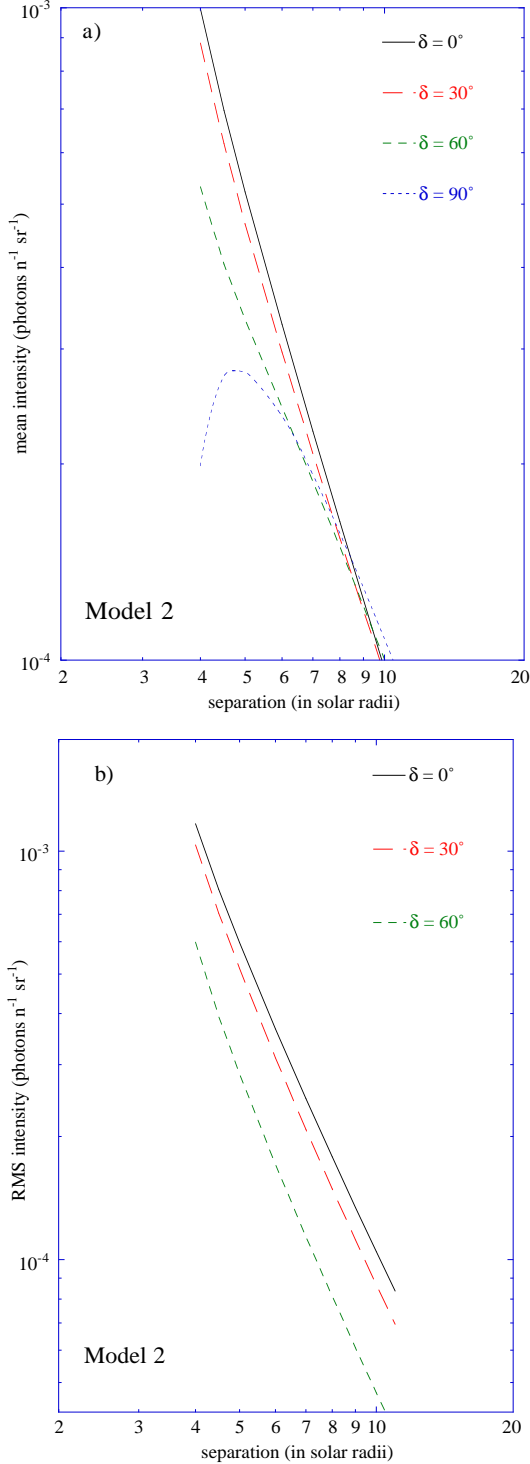 10-3
a)
δ = 0°
δ = 30°
δ = 60°
δ = 90°
mean intensity (photons n-1 sr-1)
Model 2
10-4
2 3 4 5 6 7 8 9 10 20
separation (in solar radii)
b)
δ = 0°
10-3
δ = 30°
δ = 60°
RMS intensity (photons n-1 sr-1)
10-4
Model 2
2 3 4 5 6 7 8 9 10 20
separation (in solar radii)